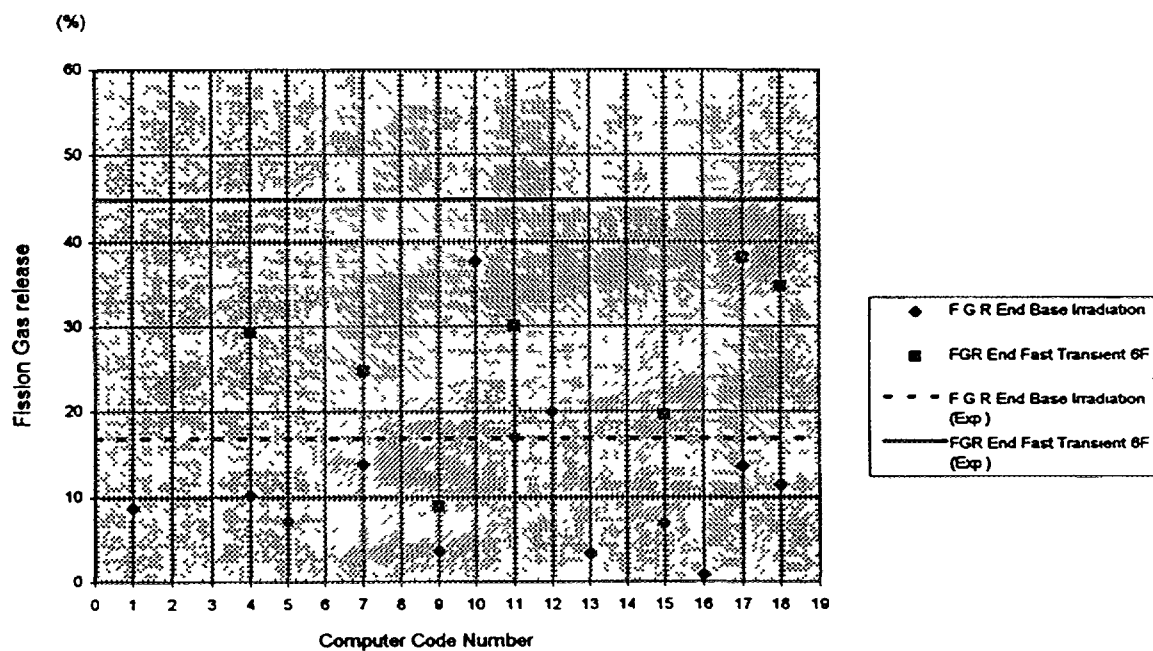 (%)
60
50
40
30
20
10
0
Fission Gas release
0 1 2 3 4 5 6 7 8 9 10 11 12 13 14 15 16 17 18 19
Computer Code Number
F G R End Base Irradiation
FGR End Fast Transient 6F
F G R End Base Irradiation
(Exp )
FGR End Fast Transient 6F
(Exp )